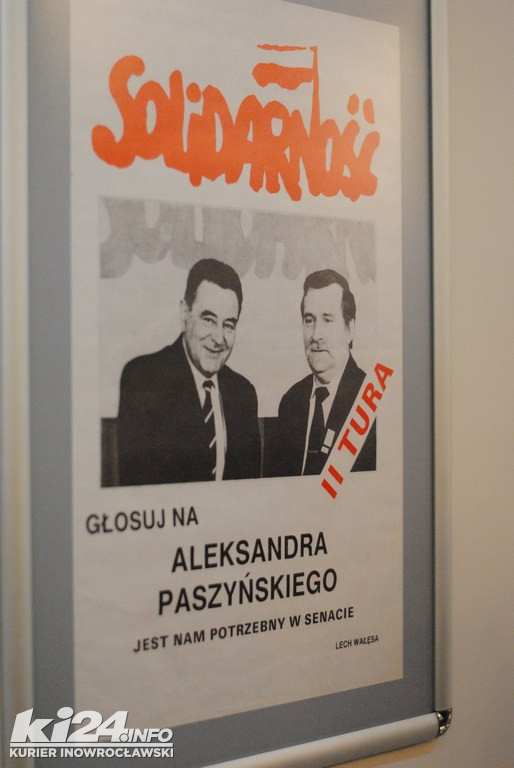 SOLIDARNOŚĆ
II TURA
GŁOSUJ NA
ALEKSANDRA
PASZYŃSKIEGO
JEST NAM POTRZEBNY W SENACIE
LECH WAŁĘSA
ki24.INFO
KURIER INOWROCŁAWSKI